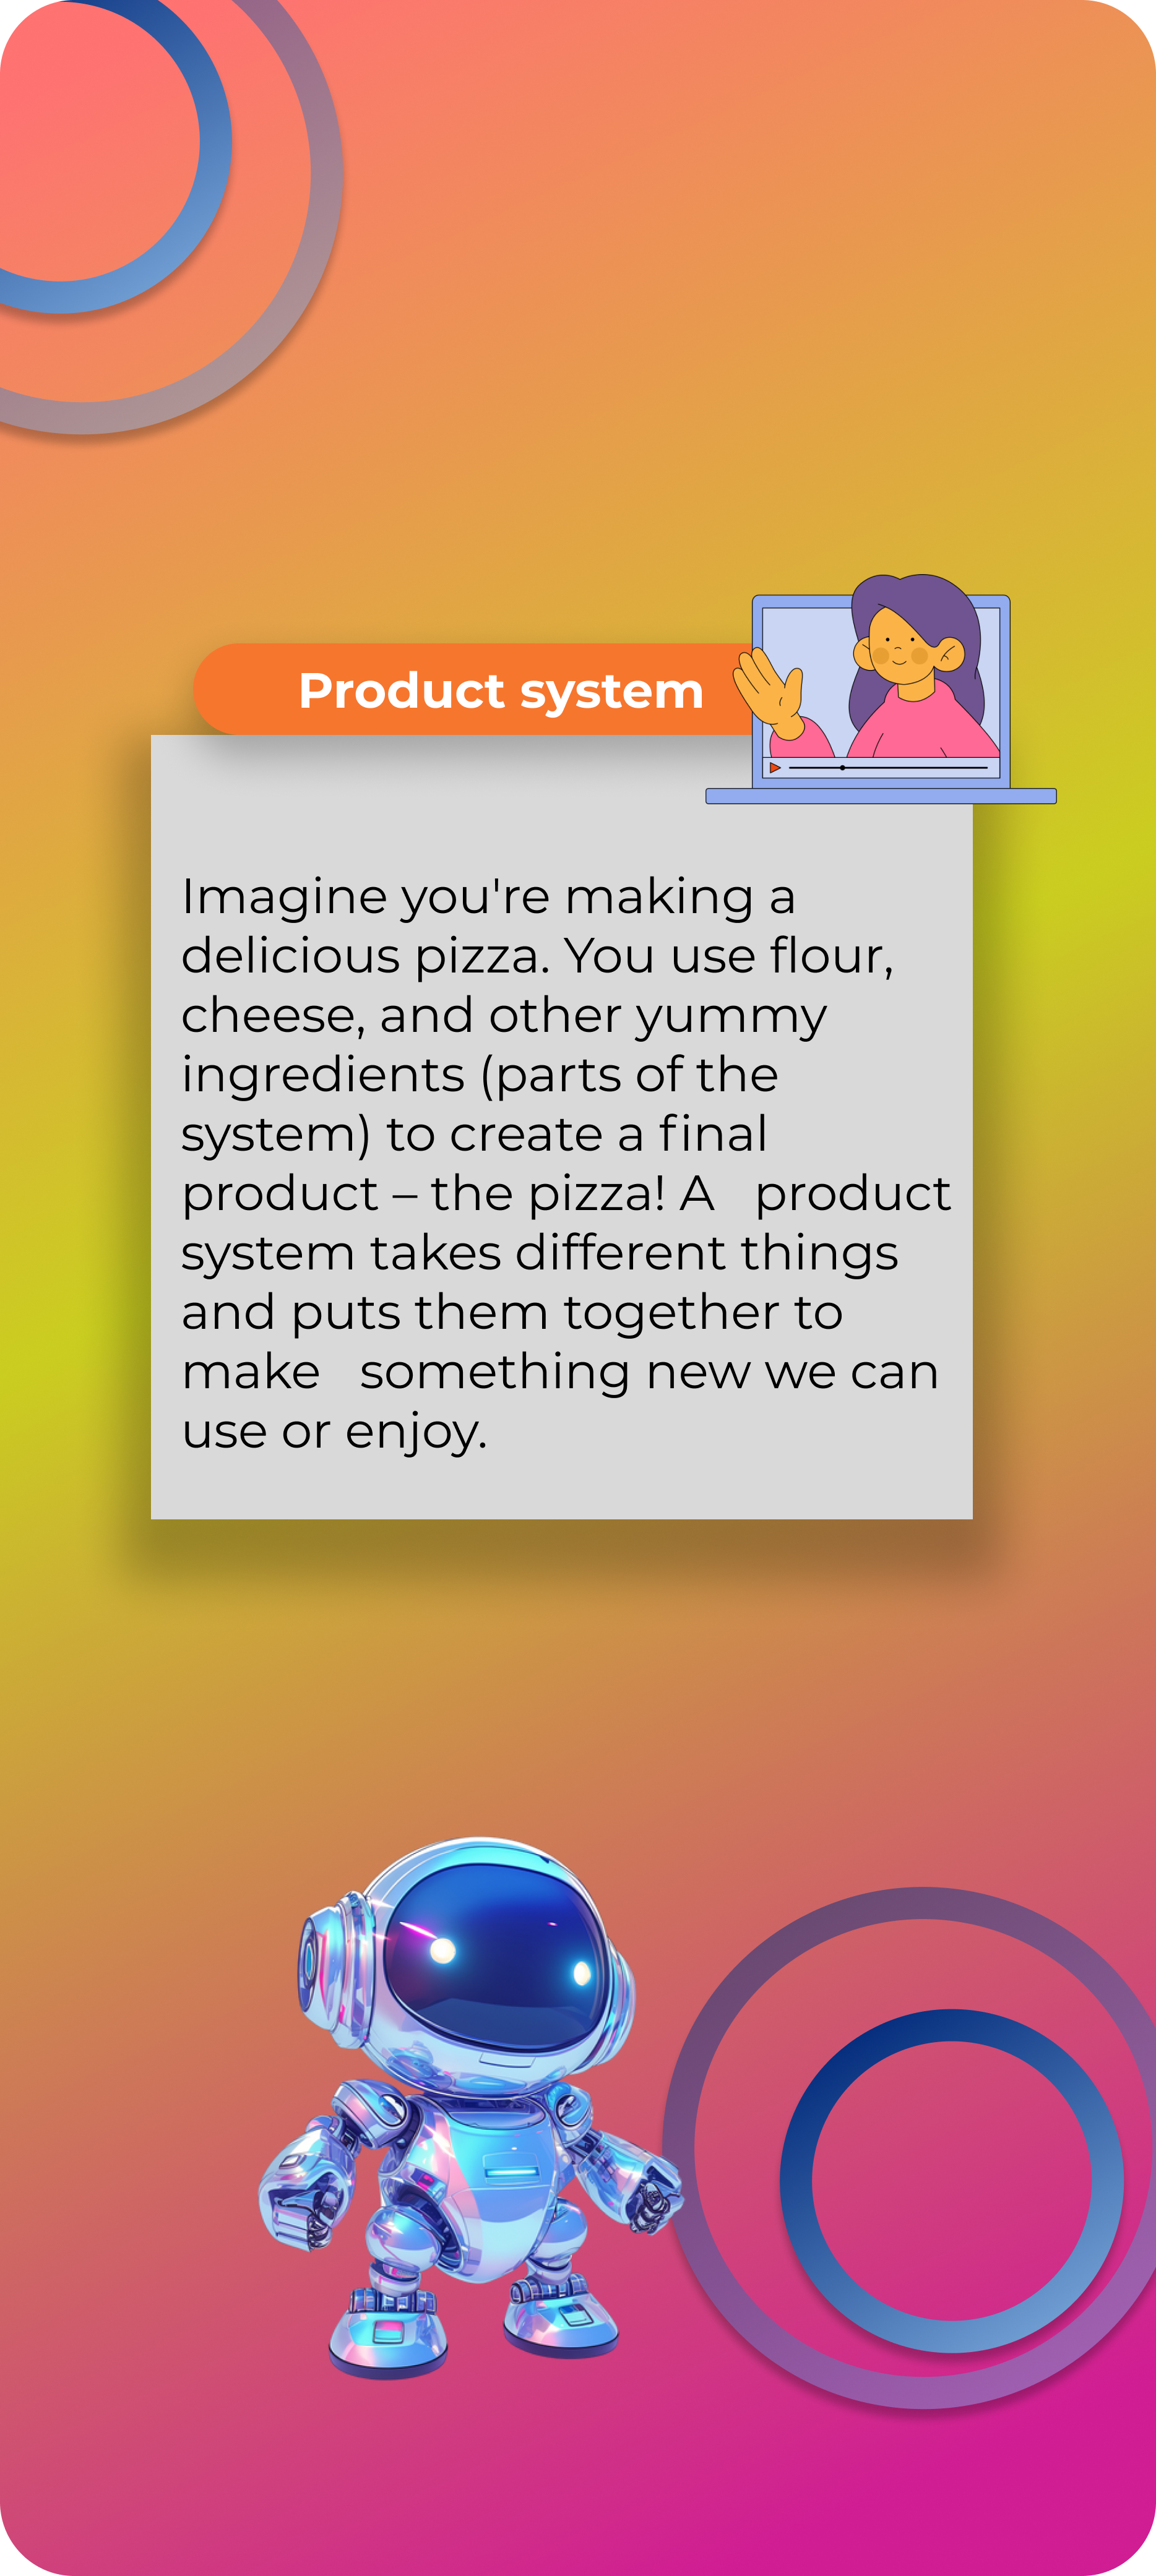 Product system
Imagine you're making a
delicious pizza. You use flour,
cheese, and other yummy
ingredients (parts of the
system) to create a final
product – the pizza! A   product
system takes different things
and puts them together to
make   something new we can
use or enjoy.